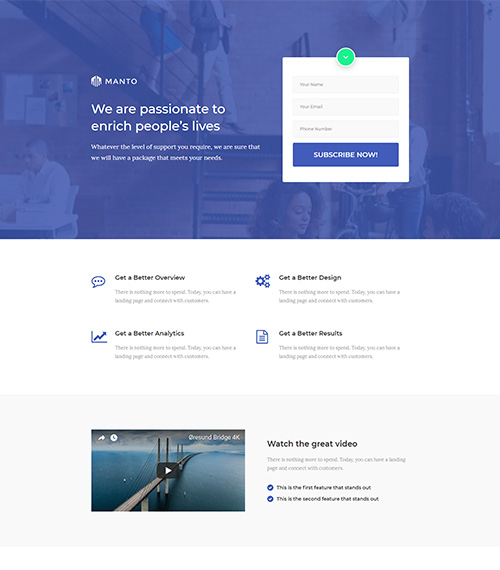 MANTO
We are passionate to
enrich people's lives
Whatever the level of support you require, we are sure that
we will have a package that meets your needs.
Your Name
Your Email
Phone Number
SUBSCRIBE NOW!
Get a Better Overview
There is nothing more to spend. Today, you can have a
landing page and connect with customers.
Get a Better Design
There is nothing more to spend. Today, you can have a
landing page and connect with customers.
Get a Better Analytics
There is nothing more to spend. Today, you can have a
landing page and connect with customers.
Get a Better Results
There is nothing more to spend. Today, you can have a
landing page and connect with customers.
Øresund Bridge 4K
Watch the great video
There is nothing more to spend. Today, you can have a landing
page and connect with customers.
This is the first feature that stands out
This is the second feature that stands out